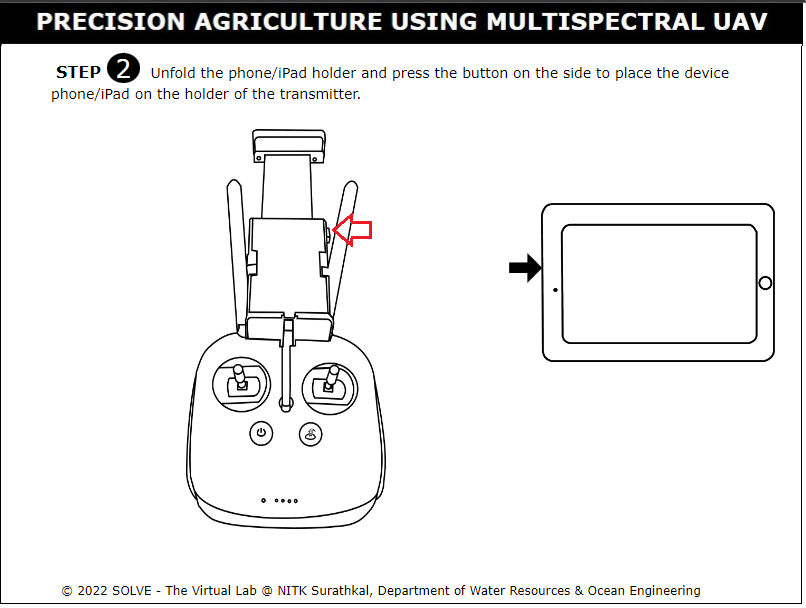 PRECISION AGRICULTURE USING MULTISPECTRAL UAV
STEP 2 Unfold the phone/iPad holder and press the button on the side to place the device
phone/iPad on the holder of the transmitter.
© 2022 SOLVE - The Virtual Lab @ NITK Surathkal, Department of Water Resources & Ocean Engineering